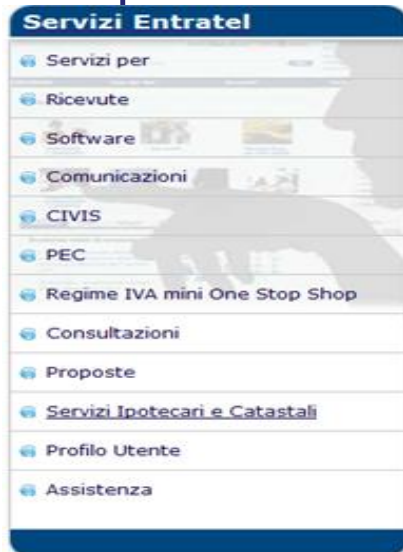 Servizi Entratel
Servizi per
Ricevute
Software
Comunicazioni
CIVIS
PEC
Regime IVA mini One Stop Shop
Consultazioni
Proposte
Servizi Ipotecari e Catastali
Profilo Utente
Assistenza